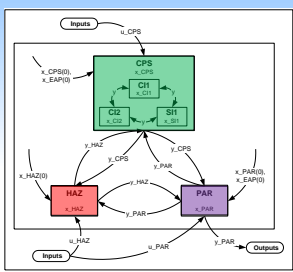 Inputs
u_CPS
x_CPS(0),
x_EAP(0)
CPS
x_CPS
CI1
x_CI1
y
y
CI2
x_CI2
y
SI1
x_SI1
y_HAZ
y_CPS
y_CPS
y_PAR
x_HAZ(0)
x_PAR(0),
x_EAP(0)
HAZ
x_HAZ
y_HAZ
y_PAR
PAR
x_PAR
u_HAZ
u_PAR
y_PAR
Inputs
Outputs